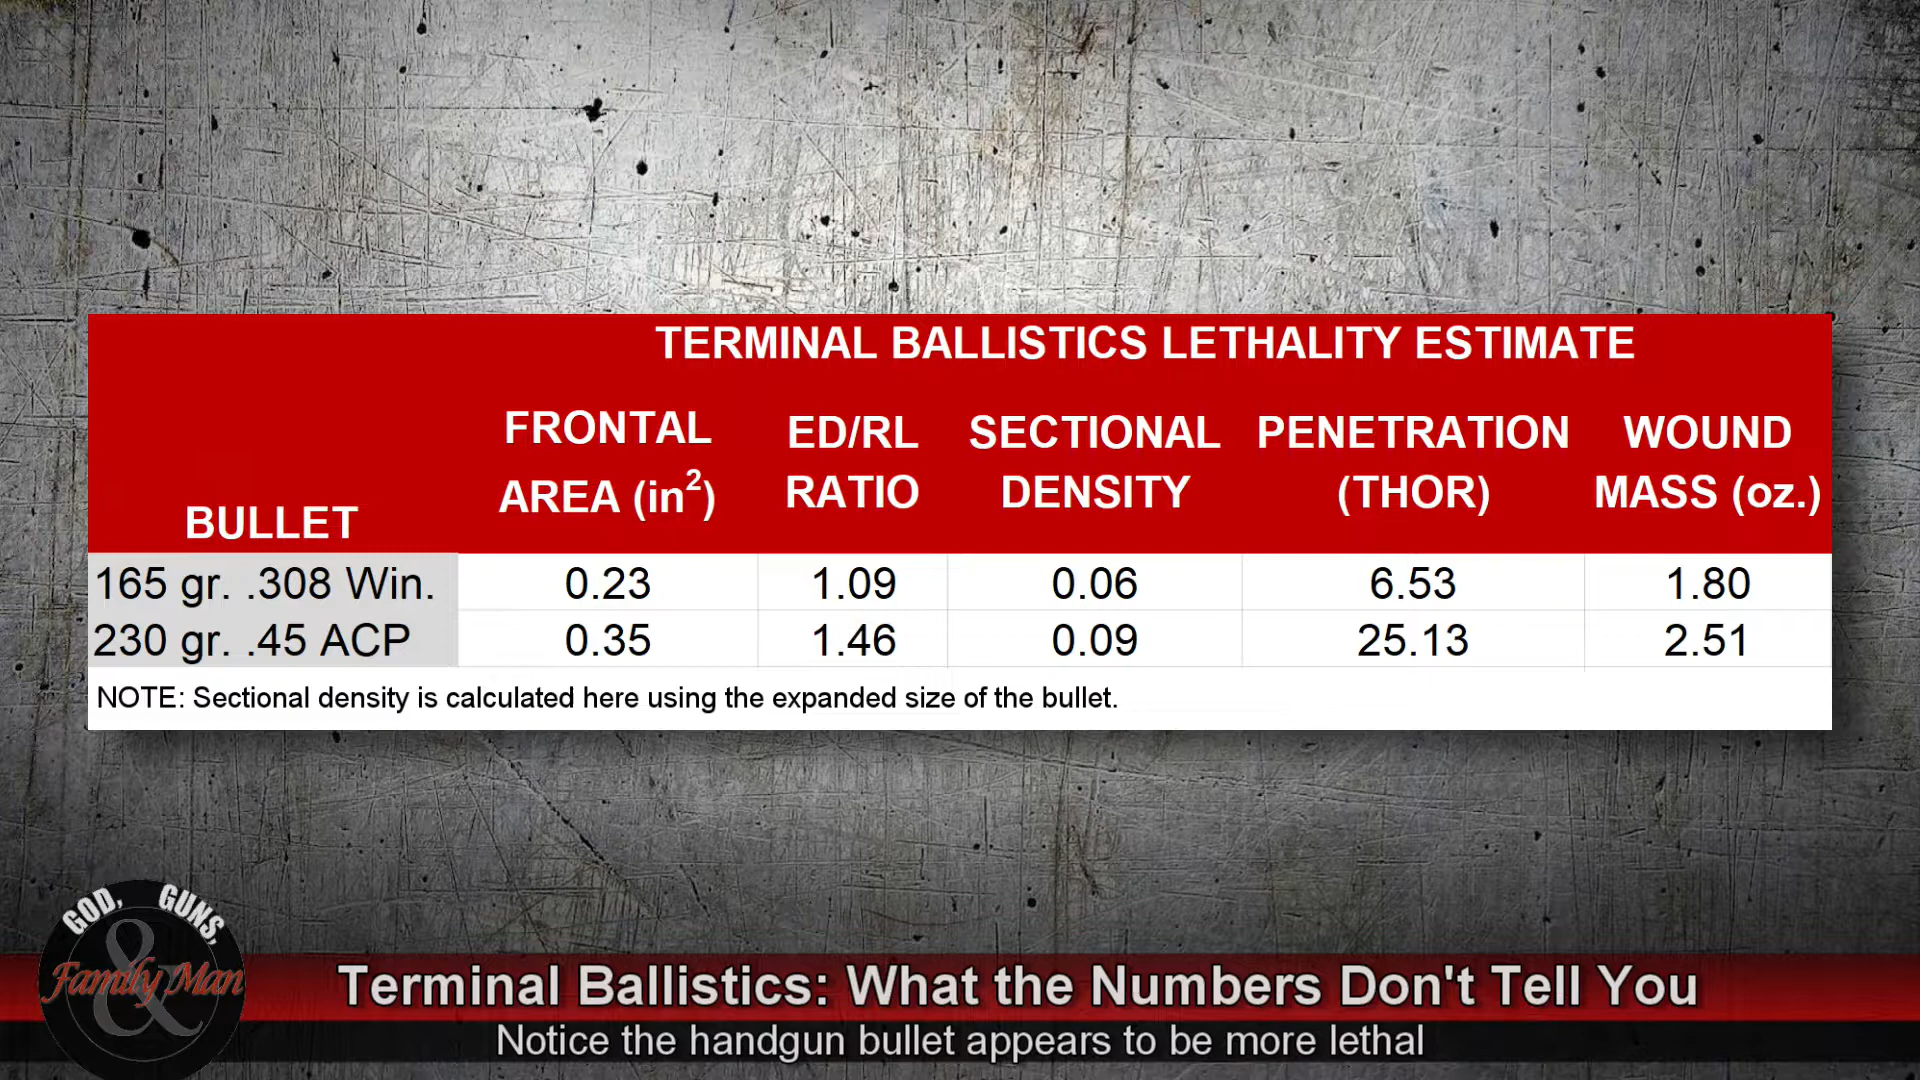 TERMINAL BALLISTICS LETHALITY ESTIMATE
BULLET FRONTAL AREA (in²) ED/RL RATIO SECTIONAL DENSITY PENETRATION (THOR) WOUND MASS (oz.)
165 gr. .308 Win. 0.23 1.09 0.06 6.53 1.80
230 gr. .45 ACP 0.35 1.46 0.09 25.13 2.51
NOTE: Sectional density is calculated here using the expanded size of the bullet.
GOD, GUNS,
& Family Man
Terminal Ballistics: What the Numbers Don't Tell You
Notice the handgun bullet appears to be more lethal